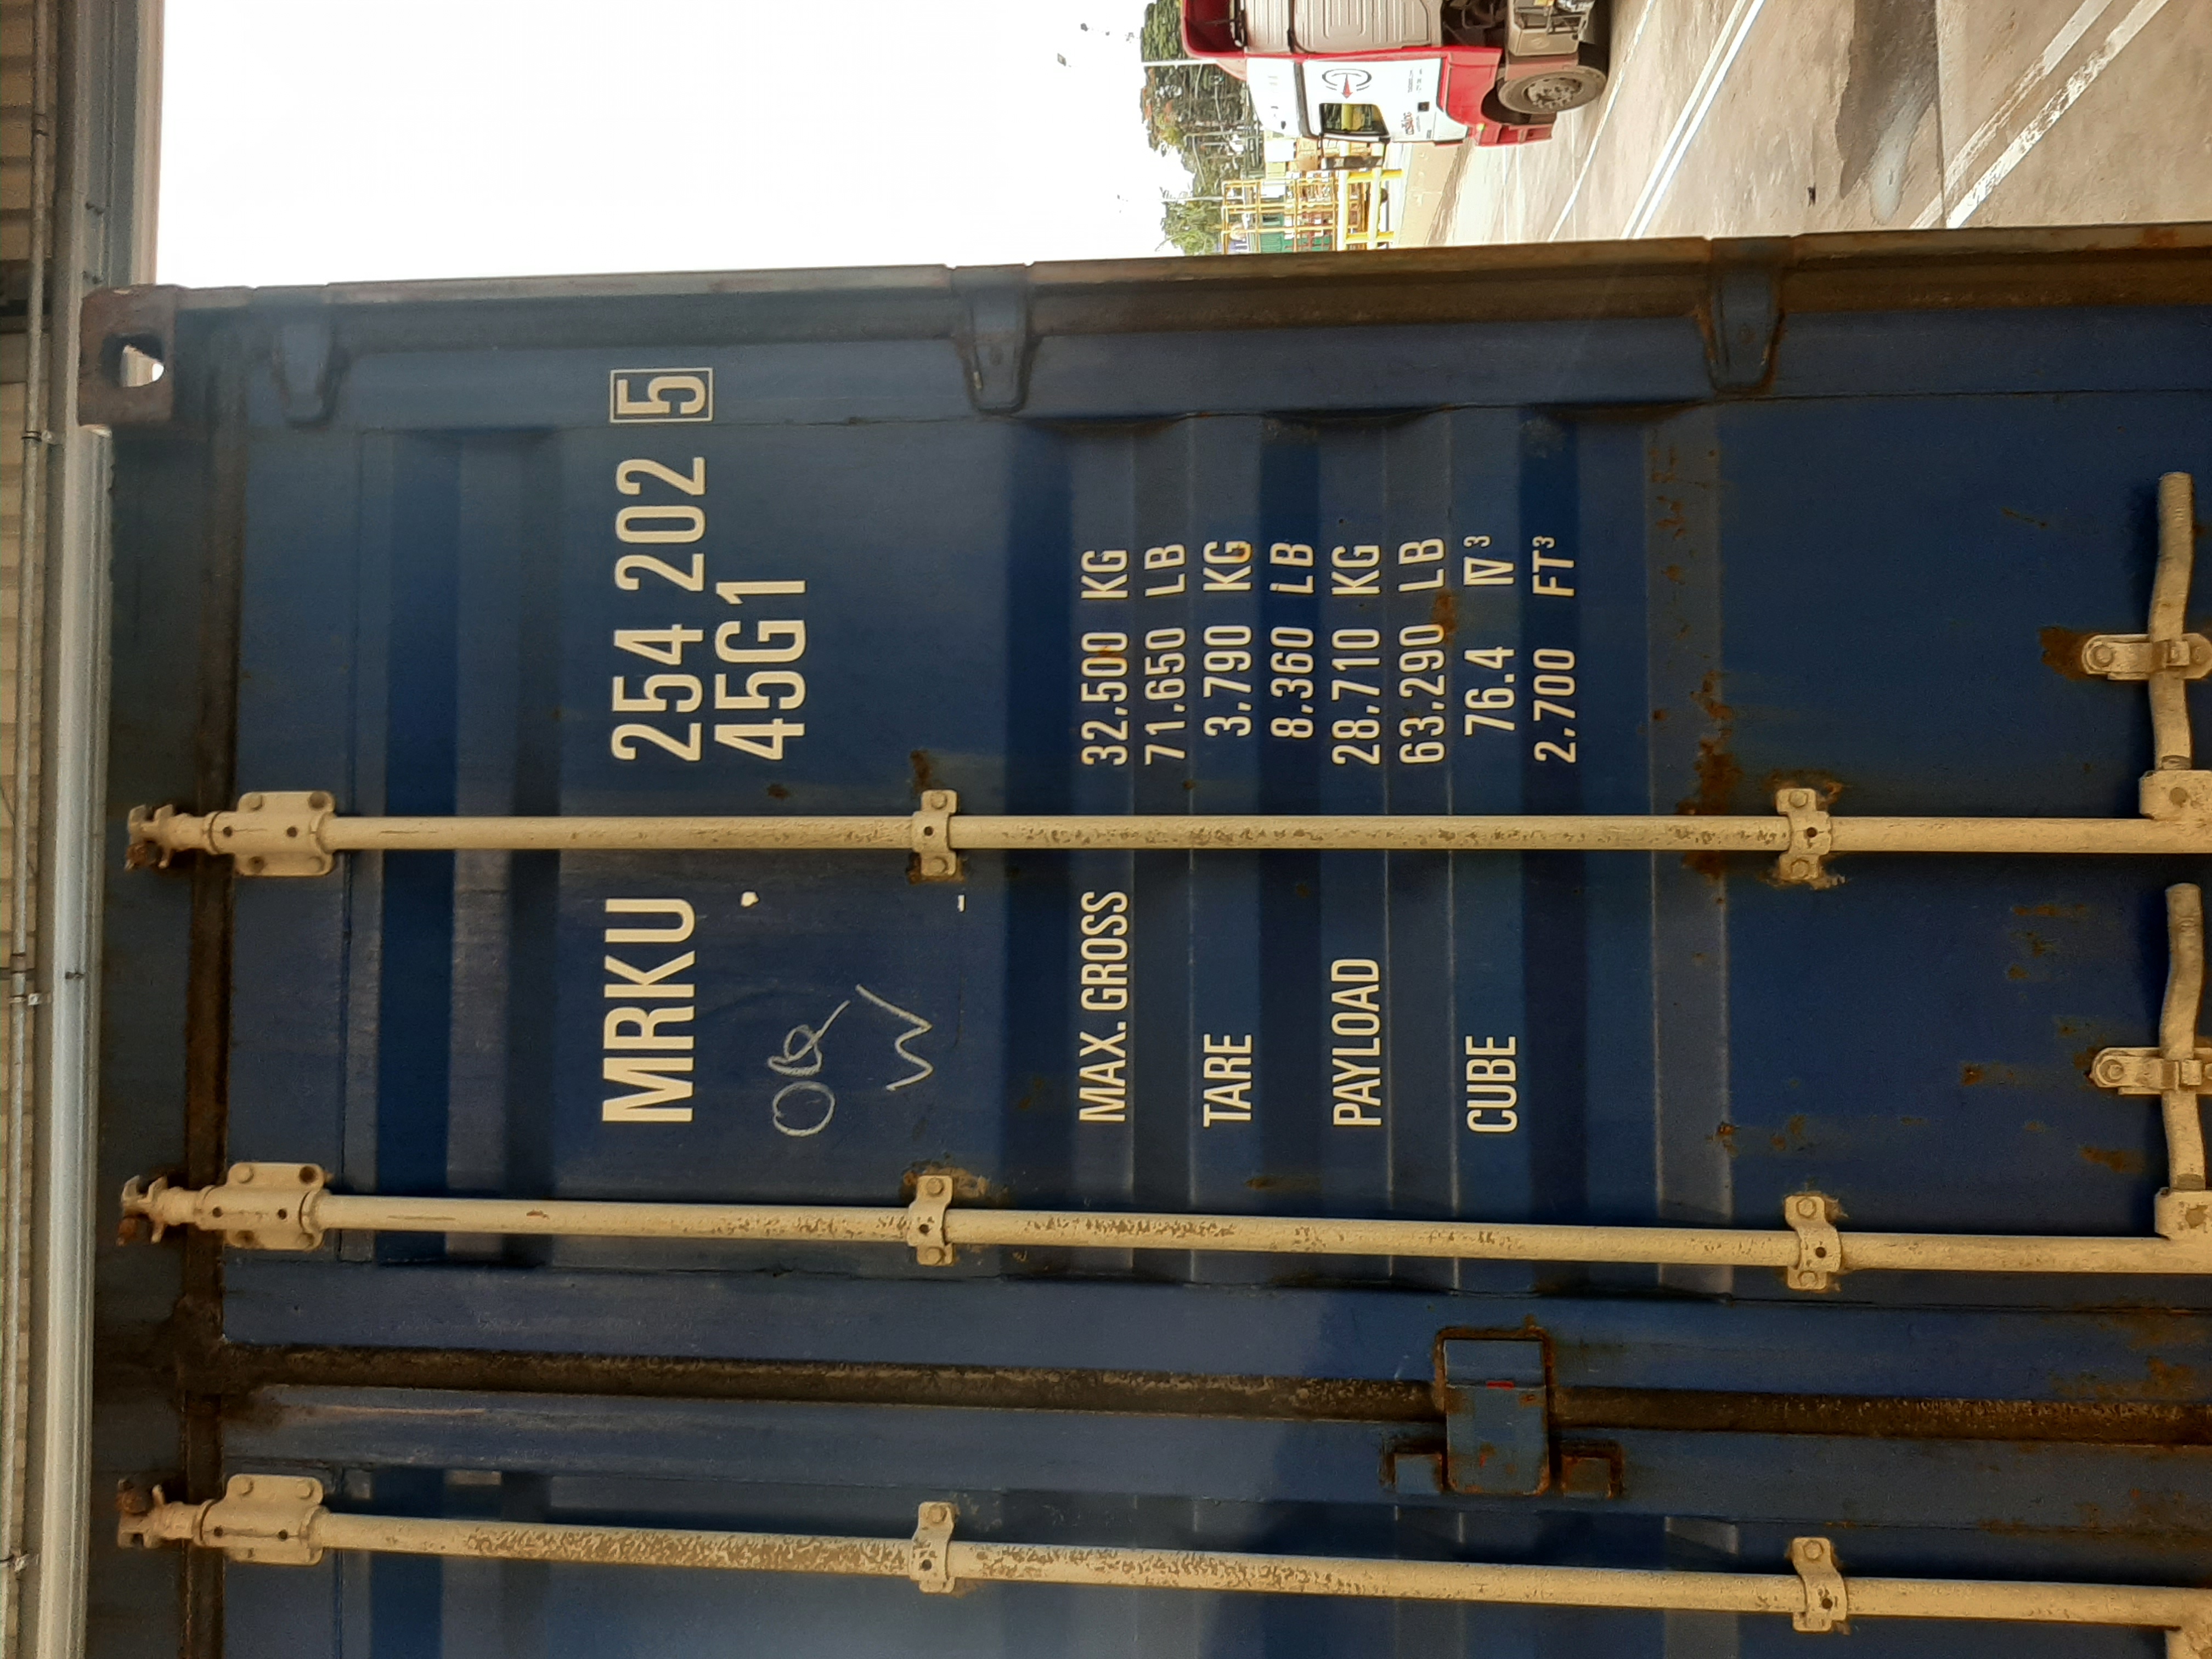 MRKU 254 202 5
45G1
MAX. GROSS 32,500 KG
71,650 LB
TARE 3,790 KG
8,360 LB
PAYLOAD 28,710 KG
63,290 LB
CUBE 76.4 M³
2,700 FT³